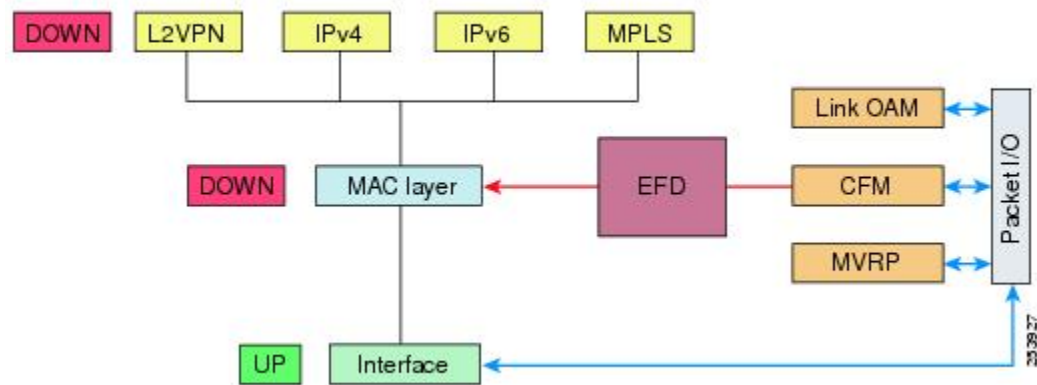 DOWN
L2VPN
IPv4
IPv6
MPLS
Link OAM
DOWN
MAC layer
EFD
CFM
Packet I/O
MVRP
UP
Interface
253927